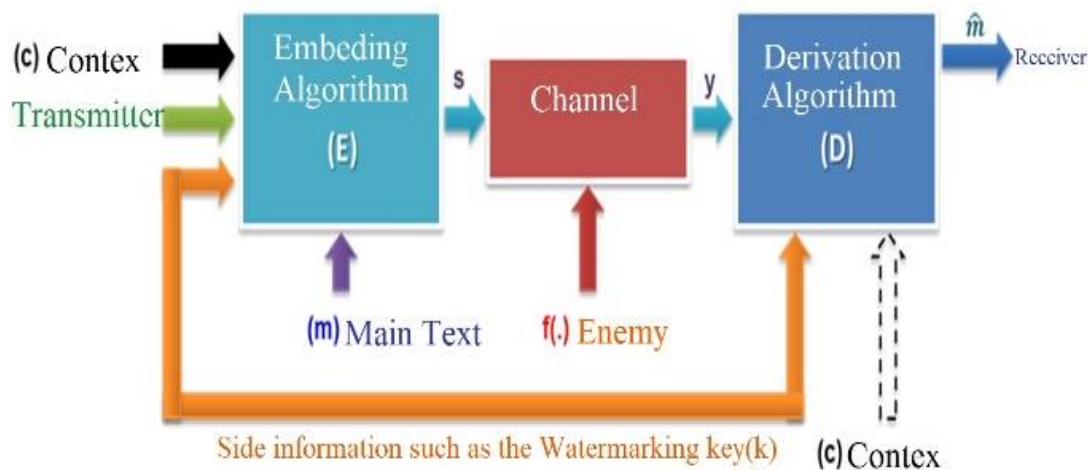 (c) Contex
Transmitter
Embeding
Algorithm
(E)
s
Channel
y
Derivation
Algorithm
(D)
m̂
Receiver
(m) Main Text
f(.) Enemy
Side information such as the Watermarking key(k)
(c) Contex